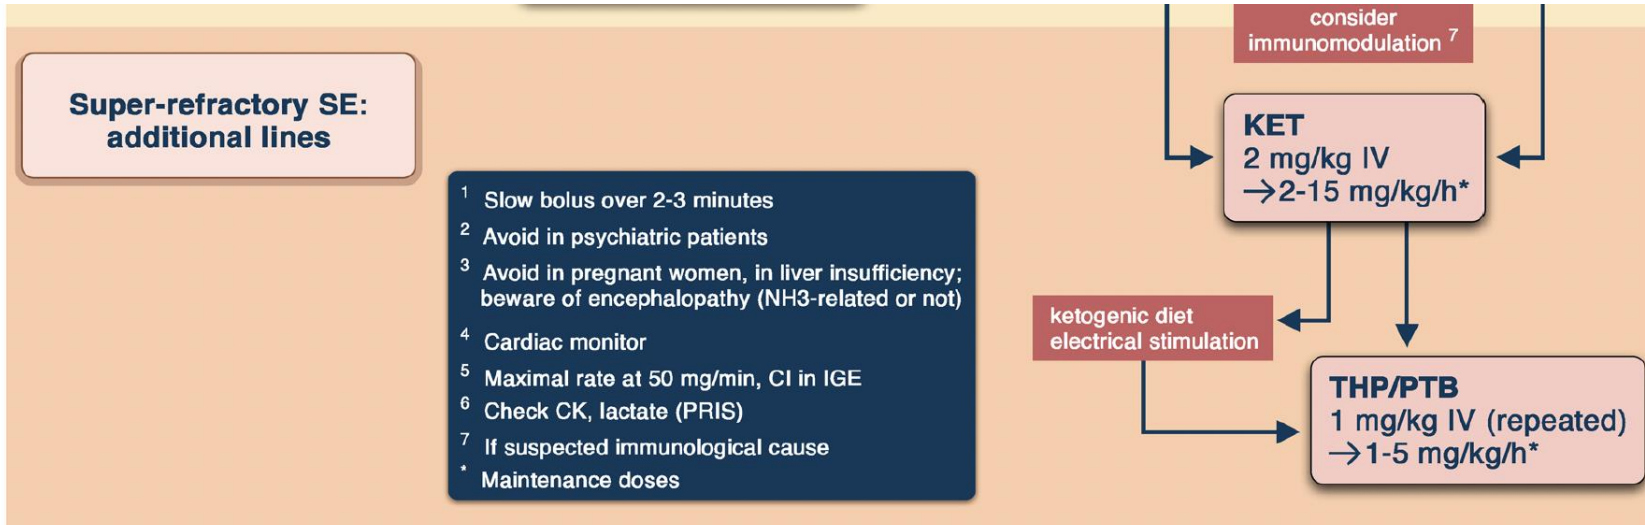 consider
immunomodulation ⁷
Super-refractory SE:
additional lines
KET
2 mg/kg IV
→2-15 mg/kg/h*
¹ Slow bolus over 2-3 minutes
² Avoid in psychiatric patients
³ Avoid in pregnant women, in liver insufficiency;
beware of encephalopathy (NH3-related or not)
⁴ Cardiac monitor
⁵ Maximal rate at 50 mg/min, CI in IGE
⁶ Check CK, lactate (PRIS)
⁷ If suspected immunological cause
* Maintenance doses
ketogenic diet
electrical stimulation
THP/PTB
1 mg/kg IV (repeated)
→1-5 mg/kg/h*